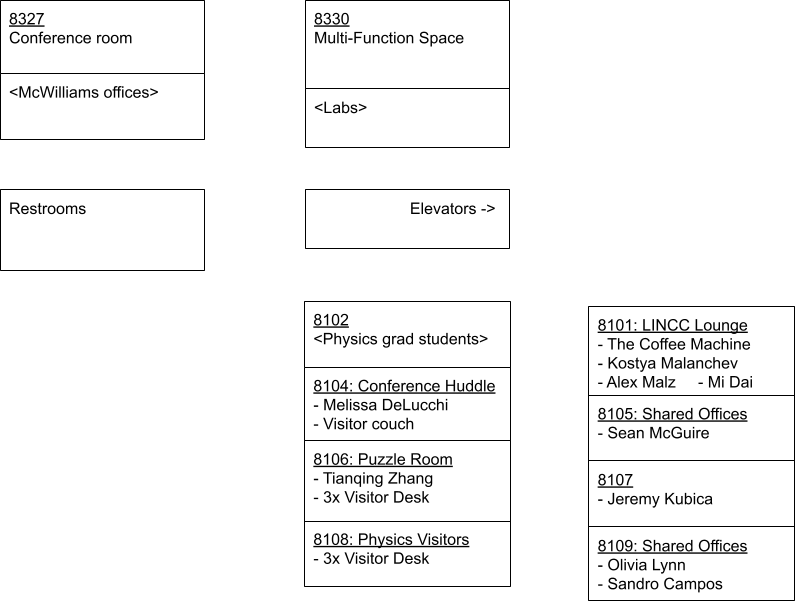 8327
Conference room
<McWilliams offices>
8330
Multi-Function Space
<Labs>
Restrooms
Elevators ->
8102
<Physics grad students>
8104: Conference Huddle
- Melissa DeLucchi
- Visitor couch
8106: Puzzle Room
- Tianqing Zhang
- 3x Visitor Desk
8108: Physics Visitors
- 3x Visitor Desk
8101: LINCC Lounge
- The Coffee Machine
- Kostya Malanchev
- Alex Malz - Mi Dai
8105: Shared Offices
- Sean McGuire
8107
- Jeremy Kubica
8109: Shared Offices
- Olivia Lynn
- Sandro Campos